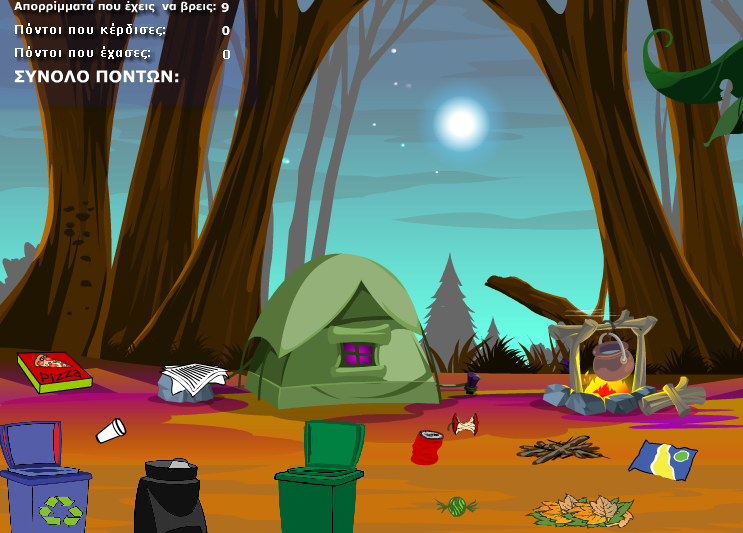 Απορρίμματα που έχεις να βρεις: 9
Πόντοι που κέρδισες: 0
Πόντοι που έχασες: 0
ΣΥΝΟΛΟ ΠΟΝΤΩΝ:
Pizza